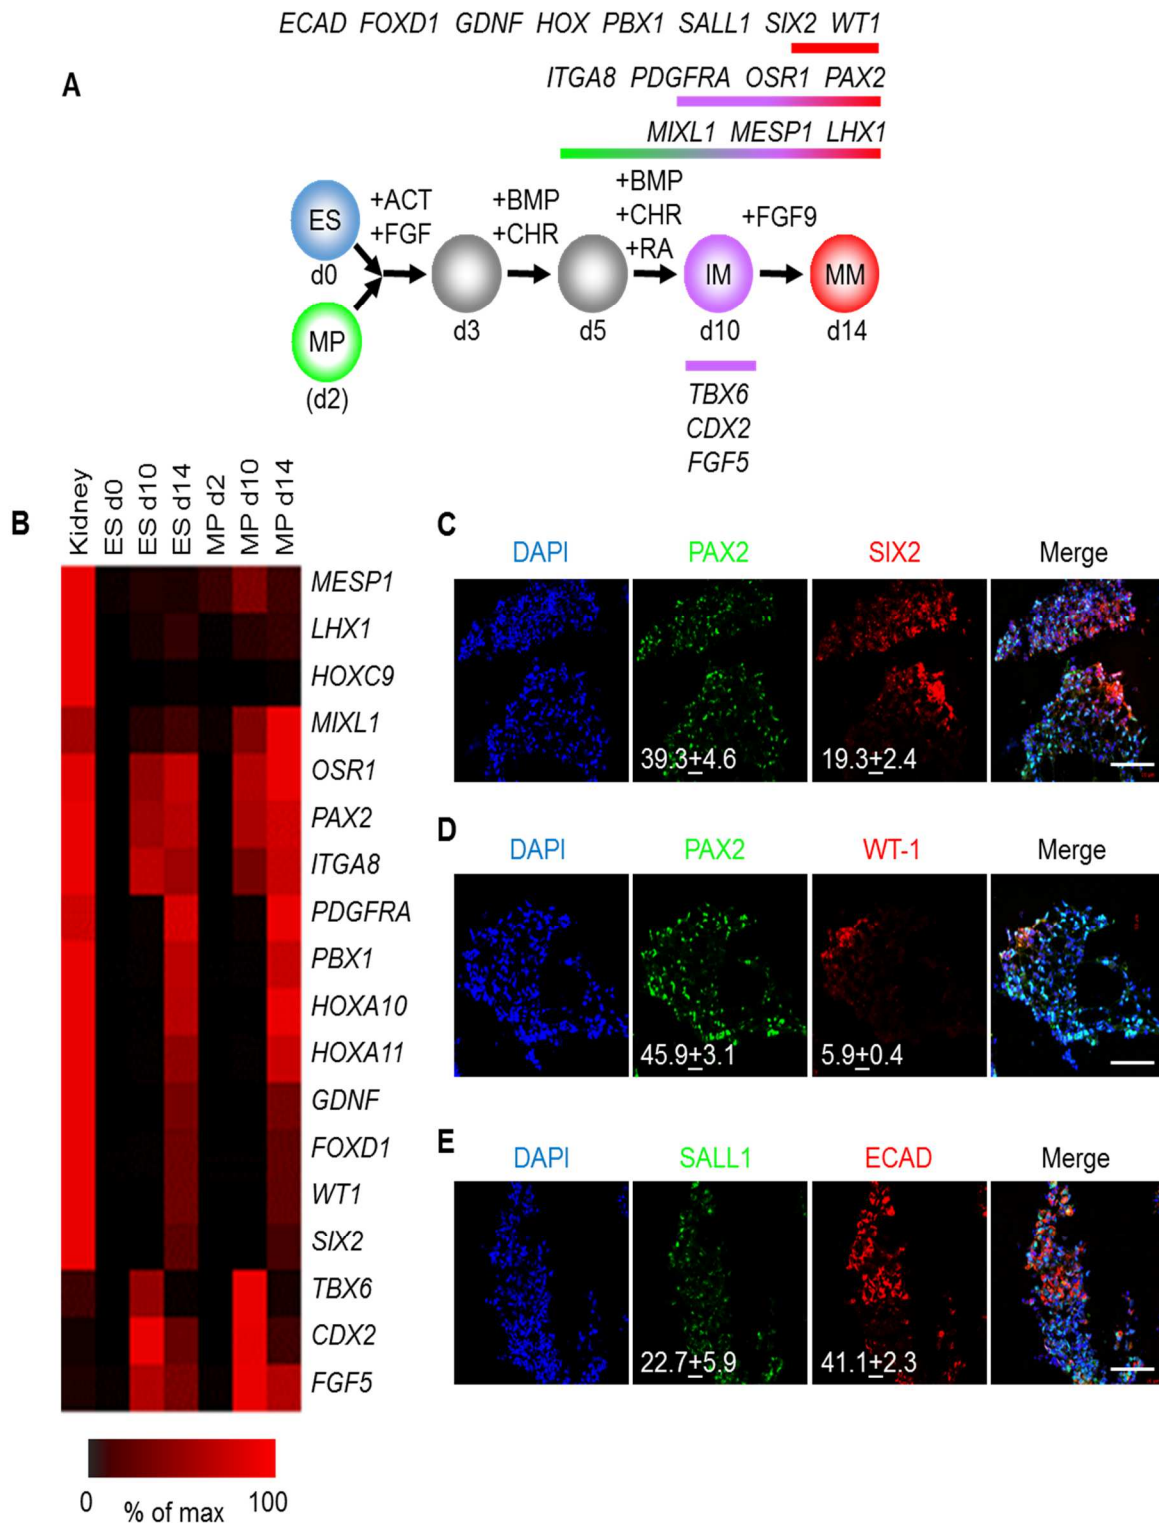 A
ECAD FOXD1 GDNF HOX PBX1 SALL1 SIX2 WT1
ITGA8 PDGFRA OSR1 PAX2
MIXL1 MESP1 LHX1
ES
d0
MP
(d2)
+ACT
+FGF
d3
+BMP
+CHR
d5
+BMP
+CHR
+RA
IM
d10
+FGF9
MM
d14
TBX6
CDX2
FGF5
B
Kidney
ES d0
ES d10
ES d14
MP d2
MP d10
MP d14
MESP1
LHX1
HOXC9
MIXL1
OSR1
PAX2
ITGA8
PDGFRA
PBX1
HOXA10
HOXA11
GDNF
FOXD1
WT1
SIX2
TBX6
CDX2
FGF5
0 % of max 100
C
DAPI PAX2 SIX2 Merge
39.3±4.6 19.3±2.4
D
DAPI PAX2 WT-1 Merge
45.9±3.1 5.9±0.4
E
DAPI SALL1 ECAD Merge
22.7±5.9 41.1±2.3